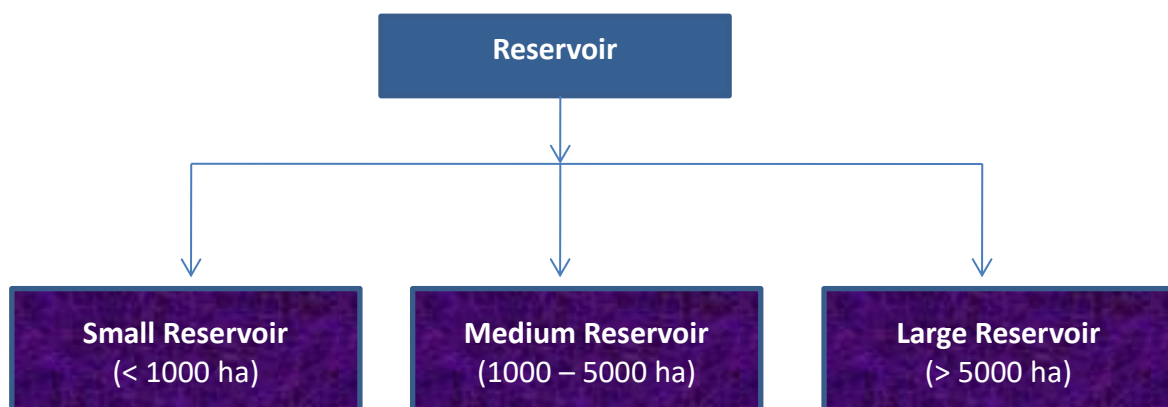 Reservoir
Small Reservoir
(< 1000 ha)
Medium Reservoir
(1000 – 5000 ha)
Large Reservoir
(> 5000 ha)